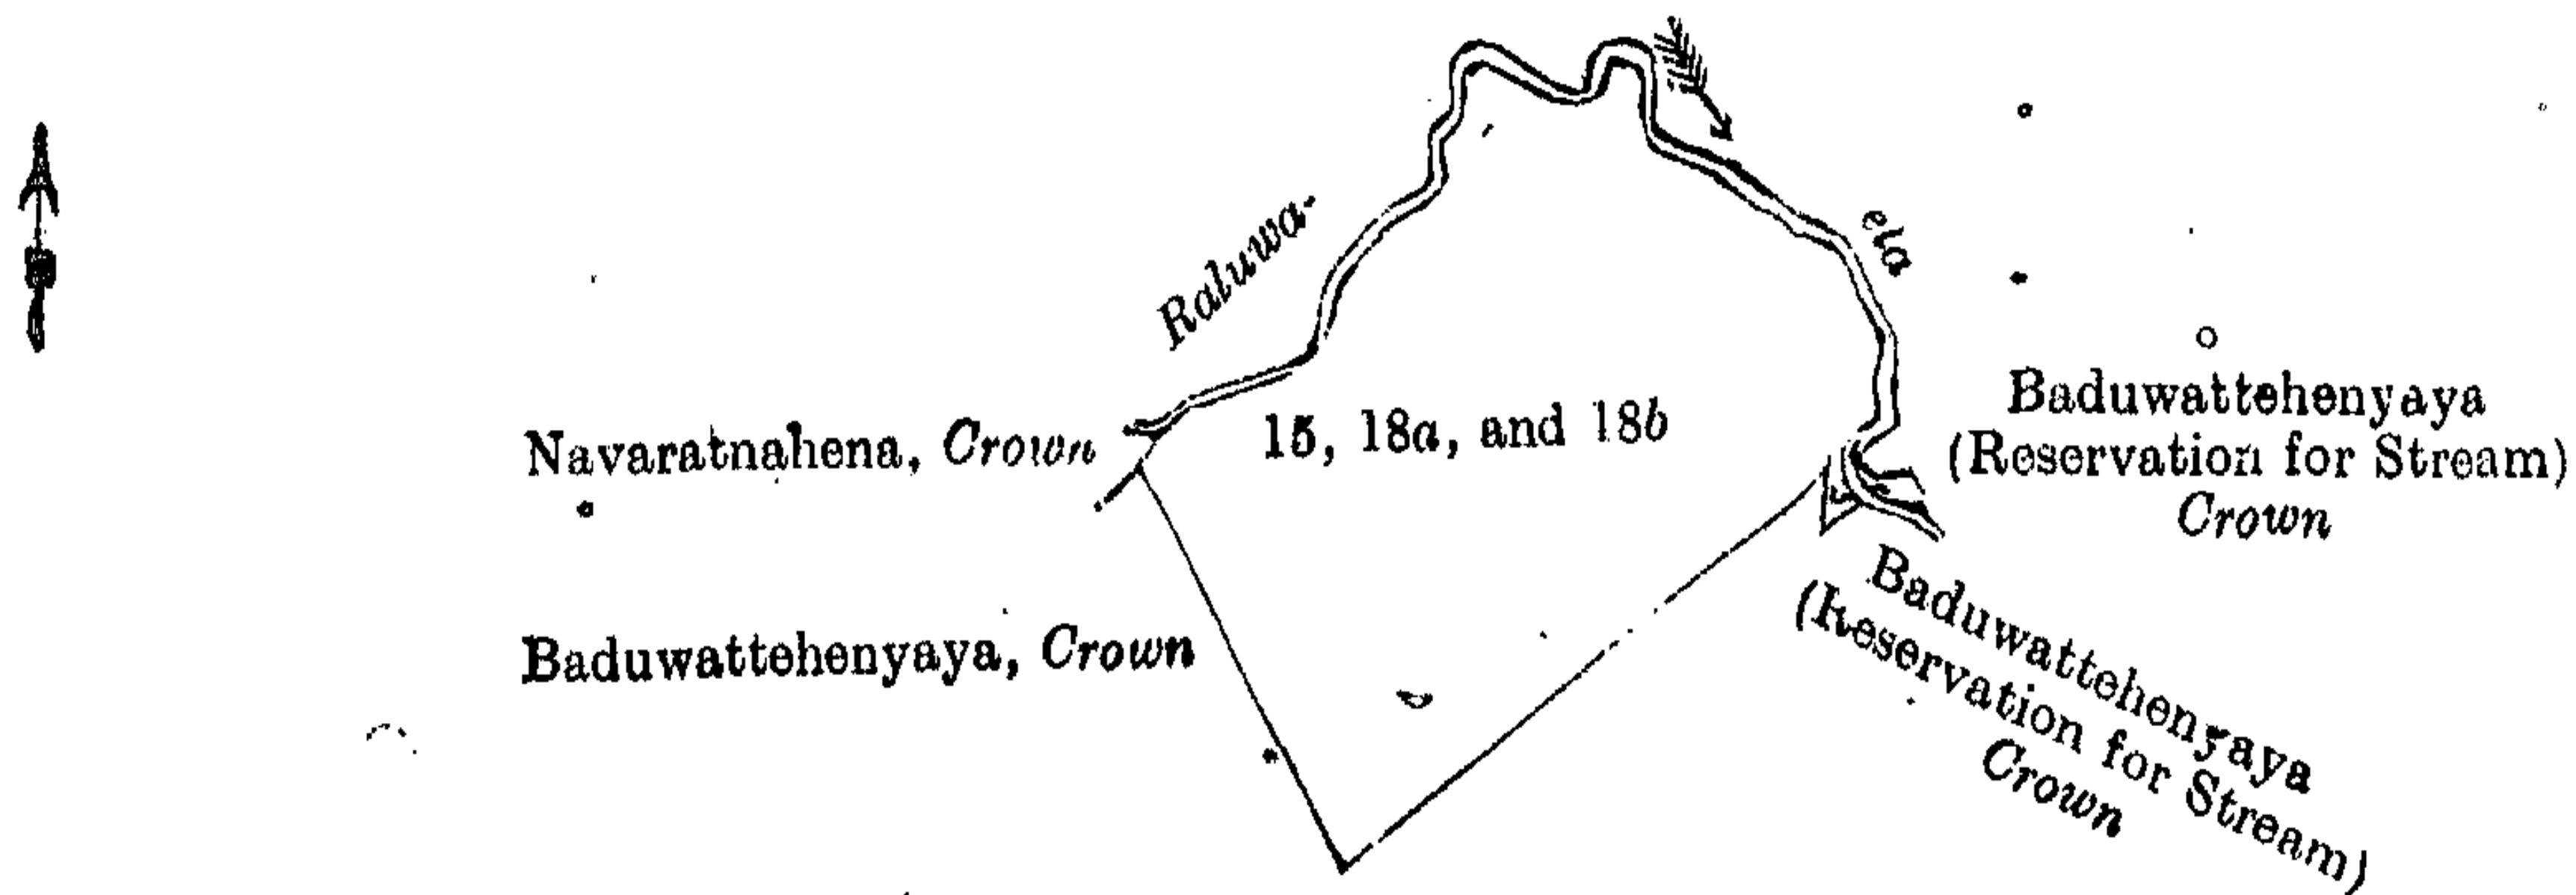 Raluwa-
ela
Navaratnahena, Crown
15, 18a, and 18b
Baduwattehenyaya
(Reservation for Stream)
Crown
Baduwattehenyaya, Crown
Baduwattehenyaya
(Reservation for Stream)
Crown